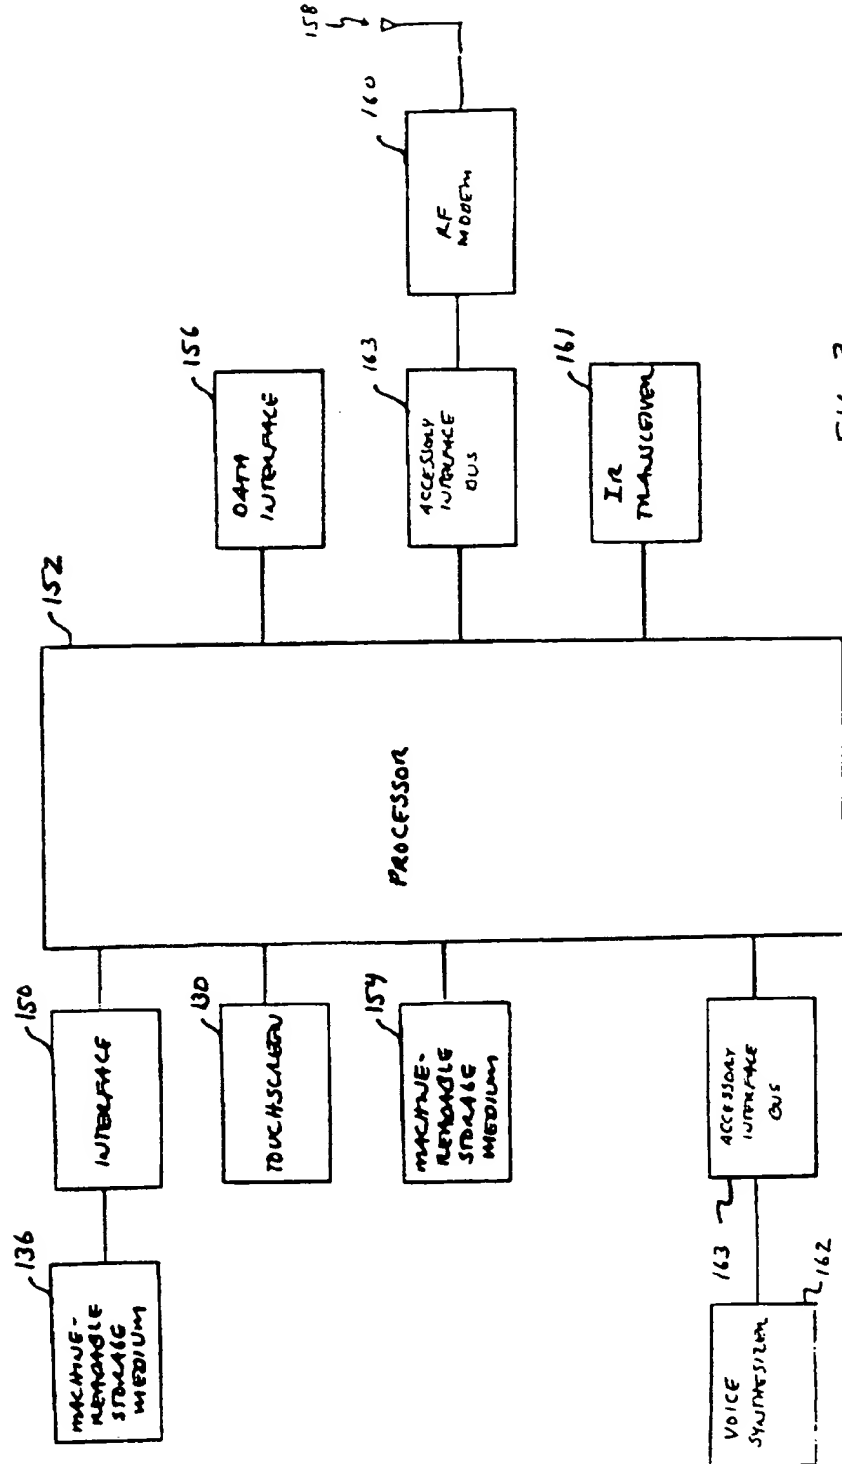 136
MACHINE-
READABLE
STORAGE
MEDIUM
150
INTERFACE
130
TOUCHSCREEN
154
MACHINE-
READABLE
STORAGE
MEDIUM
163
ACCESSORY
INTERFACE
BUS
162
VOICE
SYNTHESIZER
152
PROCESSOR
156
DATA
INTERFACE
163
ACCESSORY
INTERFACE
BUS
161
IR
TRANSCEIVER
160
RF
MODEM
158